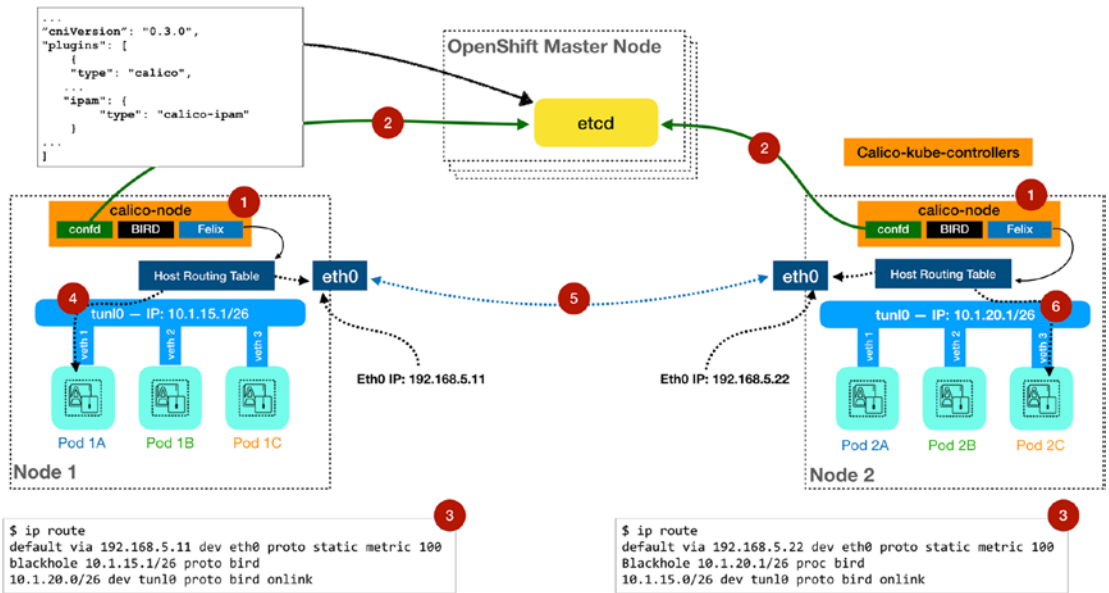 ...
"cniVersion": "0.3.0",
"plugins": [
{
"type": "calico",
...
"ipam": {
"type": "calico-ipam"
}
...
]
OpenShift Master Node
etcd
2
2
Calico-kube-controllers
1
calico-node
confd
BIRD
Felix
Host Routing Table
eth0
4
tunl0 — IP: 10.1.15.1/26
veth 1
veth 2
veth 3
Pod 1A
Pod 1B
Pod 1C
Node 1
5
Eth0 IP: 192.168.5.11
Eth0 IP: 192.168.5.22
1
calico-node
confd
BIRD
Felix
eth0
Host Routing Table
6
tunl0 — IP: 10.1.20.1/26
veth 1
veth 2
veth 3
Pod 2A
Pod 2B
Pod 2C
Node 2
3
$ ip route
default via 192.168.5.11 dev eth0 proto static metric 100
blackhole 10.1.15.1/26 proto bird
10.1.20.0/26 dev tunl0 proto bird onlink
3
$ ip route
default via 192.168.5.22 dev eth0 proto static metric 100
Blackhole 10.1.20.1/26 proc bird
10.1.15.0/26 dev tunl0 proto bird onlink